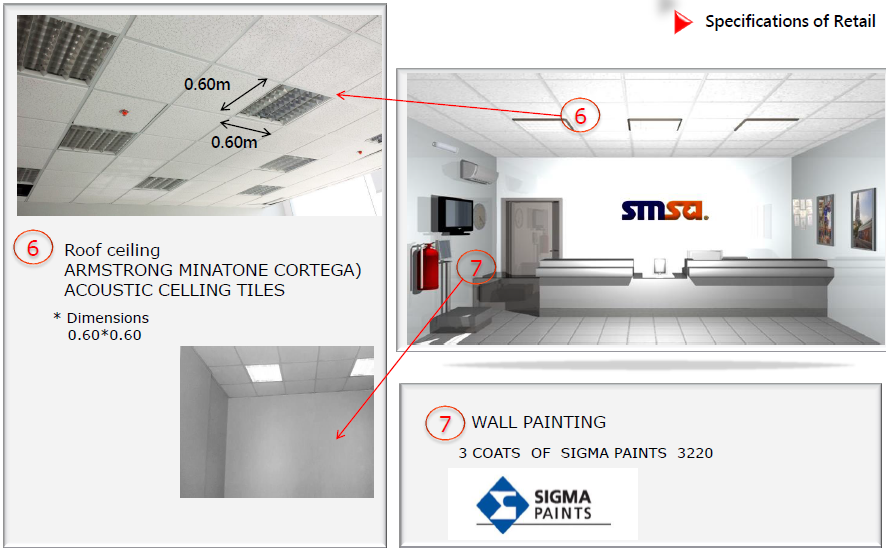 Specifications of Retail
0.60m
0.60m
6
smsa.
7
6
Roof ceiling
ARMSTRONG MINATONE CORTEGA)
ACOUSTIC CELLING TILES
* Dimensions
0.60*0.60
7
WALL PAINTING
3 COATS OF SIGMA PAINTS 3220
SIGMA
PAINTS